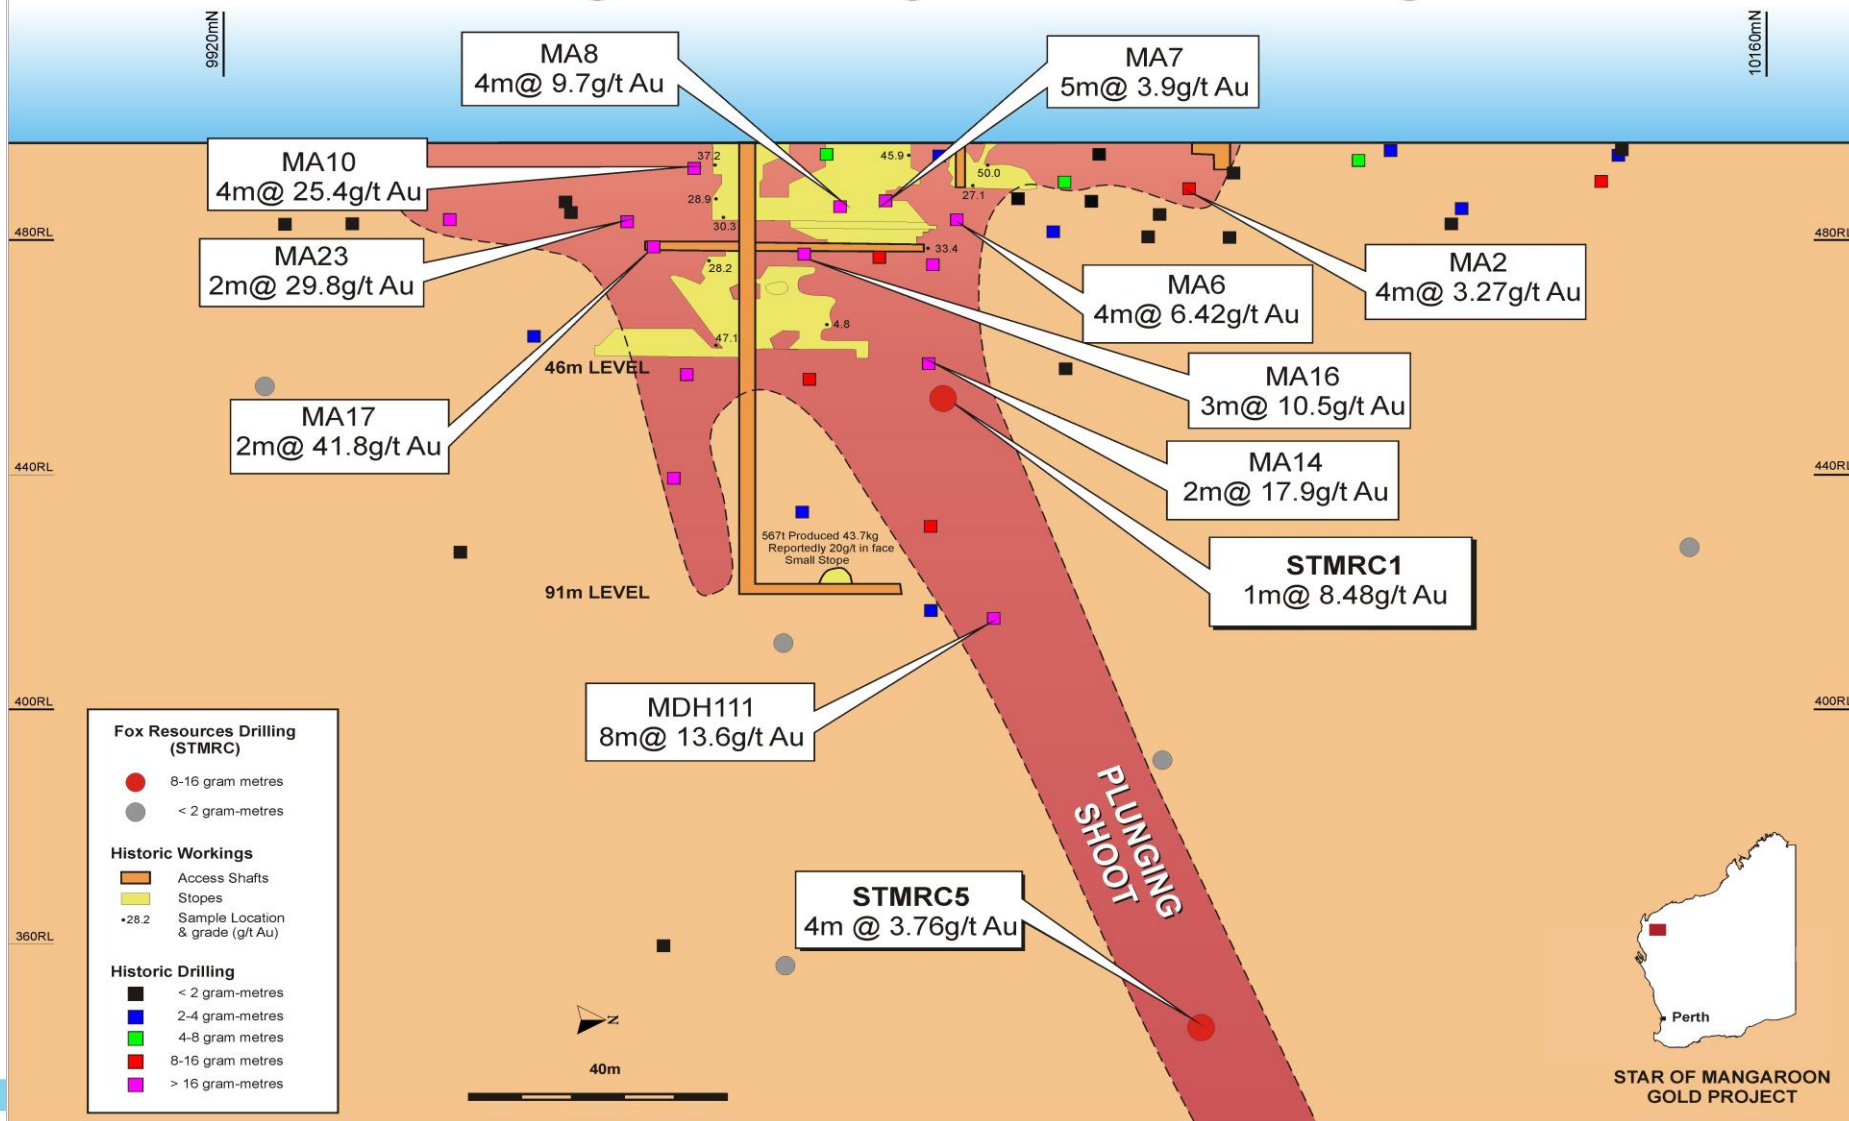 9920mN
10160mN
MA8
4m@ 9.7g/t Au
MA7
5m@ 3.9g/t Au
MA10
4m@ 25.4g/t Au
37.2
45.9
50.0
27.1
28.9
30.3
480RL
480RL
MA23
2m@ 29.8g/t Au
33.4
28.2
MA6
4m@ 6.42g/t Au
MA2
4m@ 3.27g/t Au
4.8
47.1
46m LEVEL
MA16
3m@ 10.5g/t Au
MA17
2m@ 41.8g/t Au
MA14
2m@ 17.9g/t Au
440RL
440RL
567t Produced 43.7kg
Reportedly 20g/t in face
Small Stope
STMRC1
1m@ 8.48g/t Au
91m LEVEL
MDH111
8m@ 13.6g/t Au
400RL
400RL
PLUNGING
SHOOT
STMRC5
4m @ 3.76g/t Au
360RL
Fox Resources Drilling
(STMRC)
8-16 gram metres
< 2 gram-metres
Historic Workings
Access Shafts
Stopes
•28.2
Sample Location
& grade (g/t Au)
Historic Drilling
< 2 gram-metres
2-4 gram-metres
4-8 gram metres
8-16 gram metres
> 16 gram-metres
N
40m
Perth
STAR OF MANGAROON
GOLD PROJECT